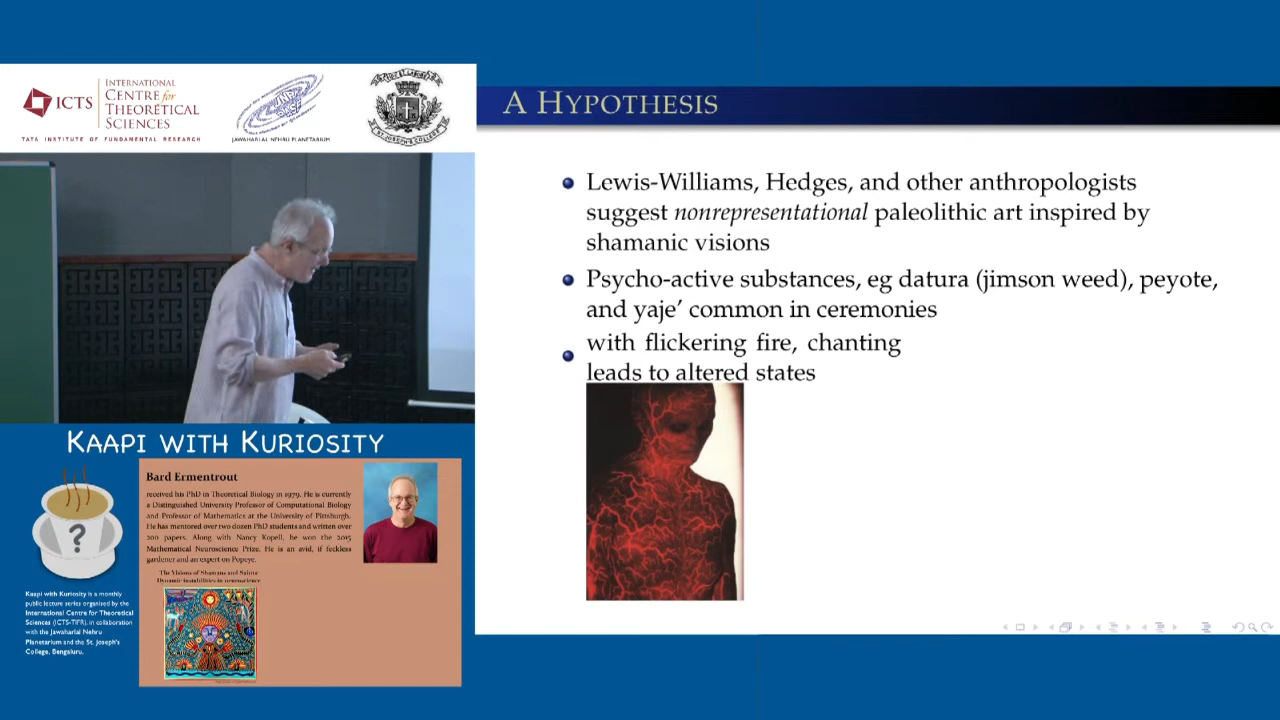 ICTS
INTERNATIONAL
CENTRE for
THEORETICAL
SCIENCES
TATA INSTITUTE OF FUNDAMENTAL RESEARCH
JAWAHARLAL NEHRU PLANETARIUM
A HYPOTHESIS
Lewis-Williams, Hedges, and other anthropologists
suggest nonrepresentational paleolithic art inspired by
shamanic visions
Psycho-active substances, eg datura (jimson weed), peyote,
and yaje' common in ceremonies
with flickering fire, chanting
leads to altered states
KAAPI WITH KURIOSITY
?
Kaapi with Kuriosity is a monthly
public lecture series organised by the
International Centre for Theoretical
Sciences (ICTS-TIFR), in collaboration
with the Jawaharlal Nehru
Planetarium and the St. Joseph's
College, Bengaluru.
Bard Ermentrout
received his PhD in Theoretical Biology in 1979. He is currently
a Distinguished University Professor of Computational Biology
and Professor of Mathematics at the University of Pittsburgh.
He has mentored over two dozen PhD students and written over
200 papers. Along with Nancy Kopell, he won the 2015
Mathematical Neuroscience Prize. He is an avid, if feckless
gardener and an expert on Popeye.
The Visions of Shamans and Saints
Dynamic instabilities in neuroscience